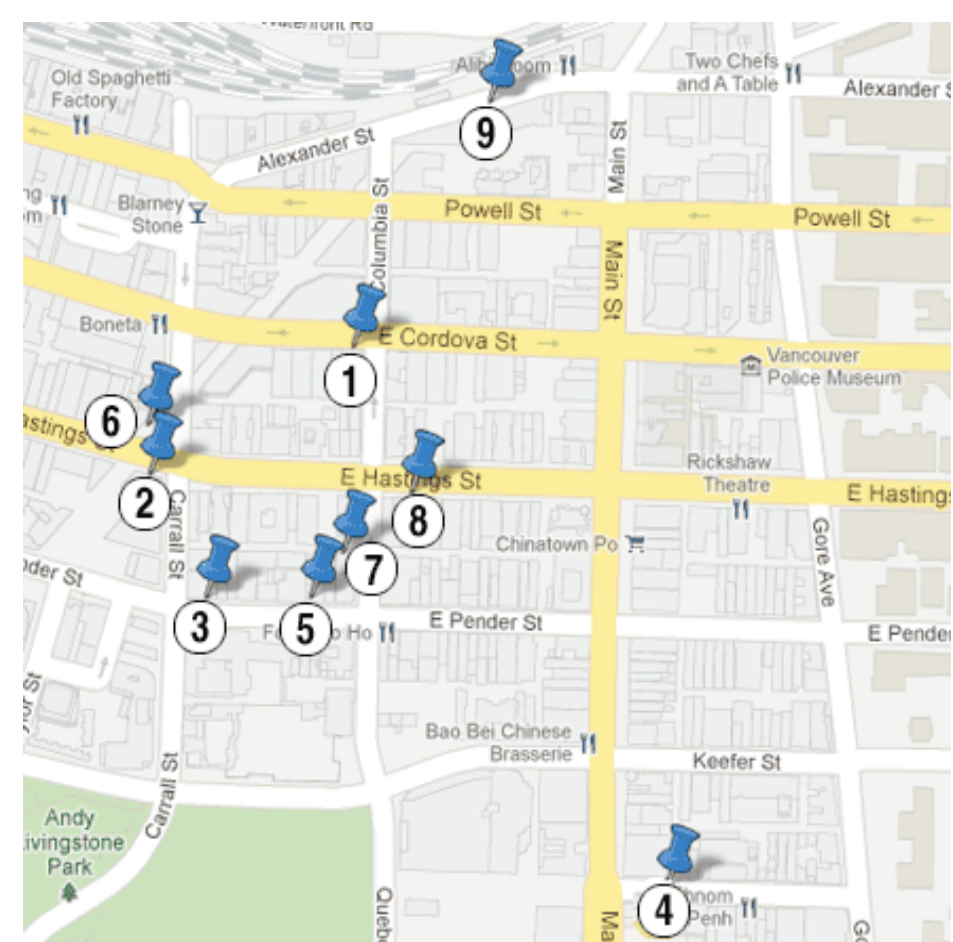 Waterfront Rd
Old Spaghetti
Factory
Two Chefs
and A Table
Alexander
9
Alexander St
Main St
Columbia St
Blarney
Stone
Powell St
Powell St
Main St
Boneta
E Cordova St
Vancouver
Police Museum
1
6
E Hastings St
Rickshaw
Theatre
E Hastings
2
Carrall St
8
Chinatown Po
7
Gore Ave
3
5
Ho
E Pender St
E Pender
Bao Bei Chinese
Brasserie
Keefer St
Carrall St
Andy
Livingstone
Park
4
Penh